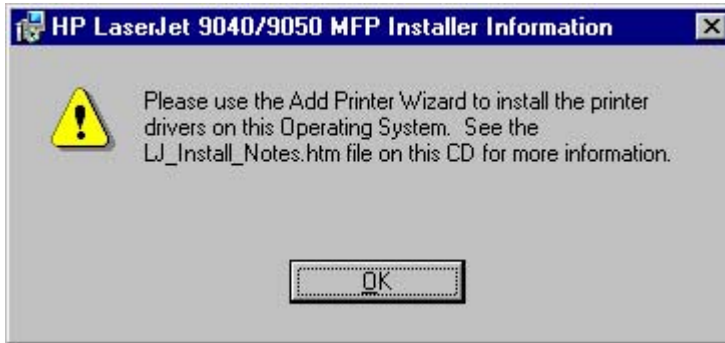 HP LaserJet 9040/9050 MFP Installer Information
Please use the Add Printer Wizard to install the printer
drivers on this Operating System.  See the
LJ_Install_Notes.htm file on this CD for more information.
OK